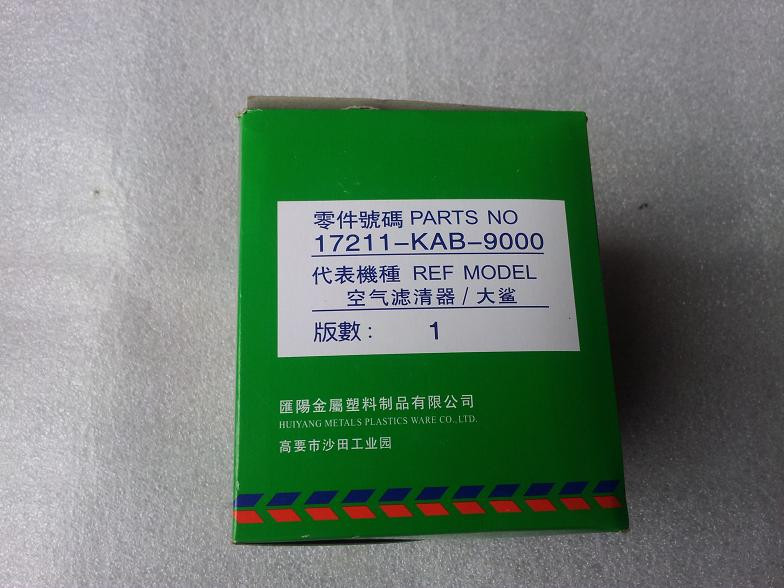 零件號碼 PARTS NO
17211-KAB-9000
代表機種 REF MODEL
空气滤清器 / 大鲨
版數： 1
匯陽金屬塑料制品有限公司
HUIYANG METALS PLASTICS WARE CO., LTD.
高要市沙田工业园